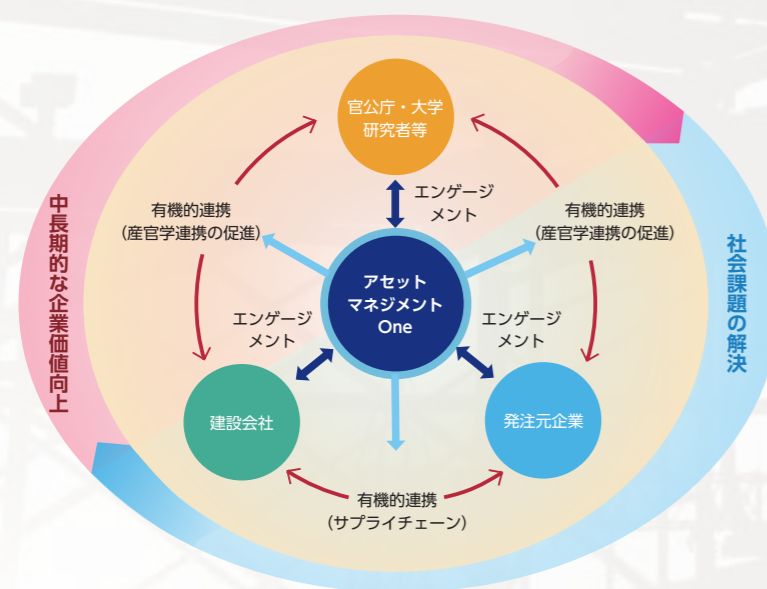 官公庁・大学
研究者等
エンゲージ
メント
有機的連携
（産官学連携の促進）
有機的連携
（産官学連携の促進）
中長期的な企業価値向上
社会課題の解決
アセット
マネジメント
One
エンゲージ
メント
エンゲージ
メント
建設会社
発注元企業
有機的連携
（サプライチェーン）